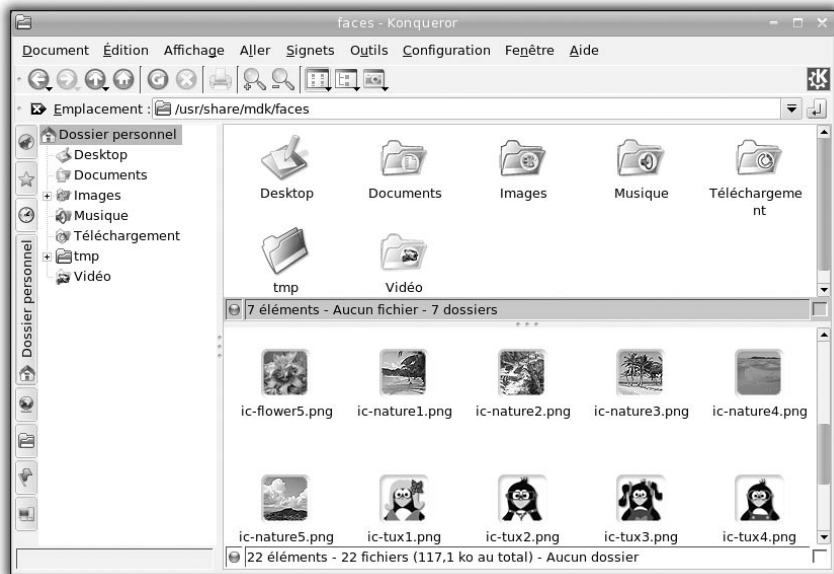 faces - Konqueror
Document Édition Affichage Aller Signets Outils Configuration Fenêtre Aide
Emplacement : /usr/share/mdk/faces
Dossier personnel
Desktop
Documents
Images
Musique
Téléchargement
tmp
Vidéo
Dossier personnel
Desktop Documents Images Musique Téléchargeme
nt
tmp Vidéo
7 éléments - Aucun fichier - 7 dossiers
ic-flower5.png ic-nature1.png ic-nature2.png ic-nature3.png ic-nature4.png
ic-nature5.png ic-tux1.png ic-tux2.png ic-tux3.png ic-tux4.png
22 éléments - 22 fichiers (117,1 ko au total) - Aucun dossier